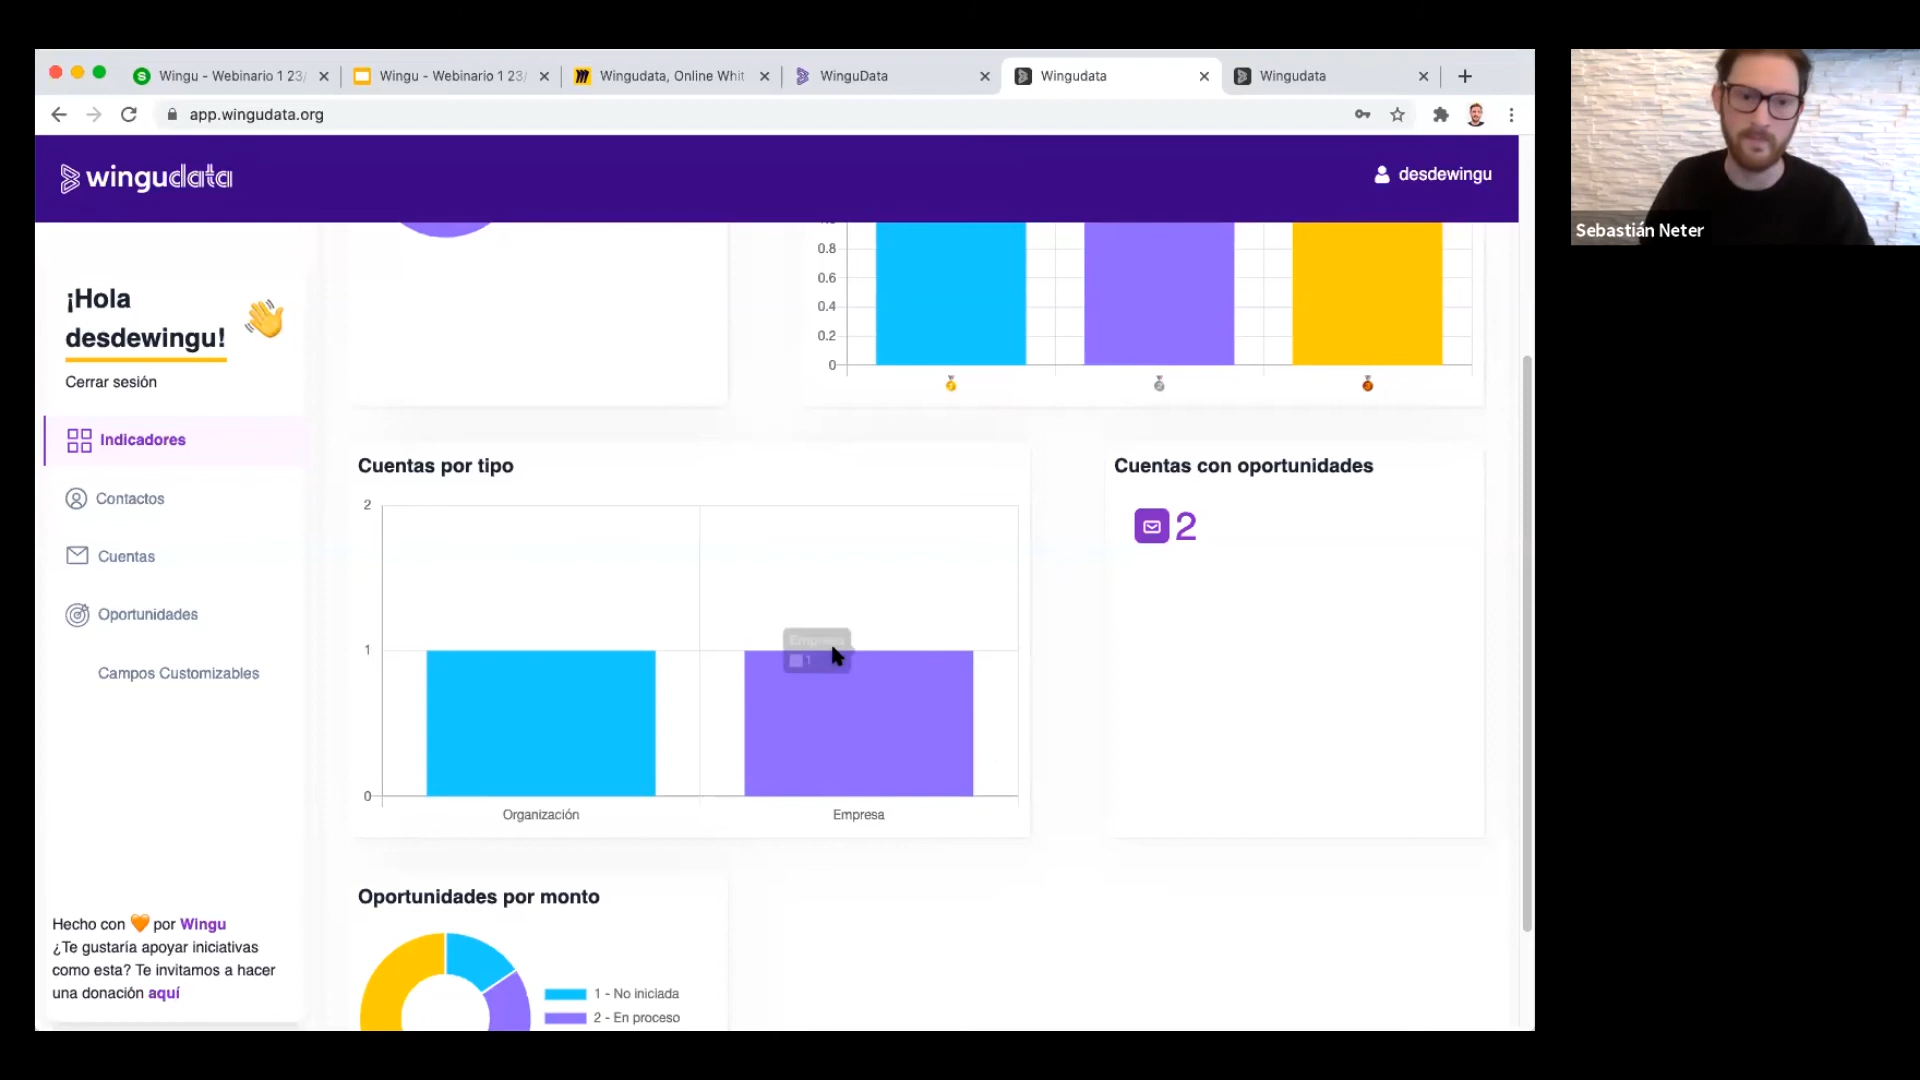 Wingu - Webinario 1 23/
Wingu - Webinario 1 23/
Wingudata, Online Whit
WinguData
Wingudata
Wingudata
app.wingudata.org
wingudata
desdewingu
Sebastián Neter
¡Hola
desdewingu!
Cerrar sesión
Indicadores
Contactos
Cuentas
Oportunidades
Campos Customizables
Hecho con 🧡 por Wingu
¿Te gustaría apoyar iniciativas
como esta? Te invitamos a hacer
una donación aquí
0.8
0.6
0.4
0.2
0
Cuentas por tipo
2
1
0
Empresa
1
Organización
Empresa
Cuentas con oportunidades
2
Oportunidades por monto
1 - No iniciada
2 - En proceso